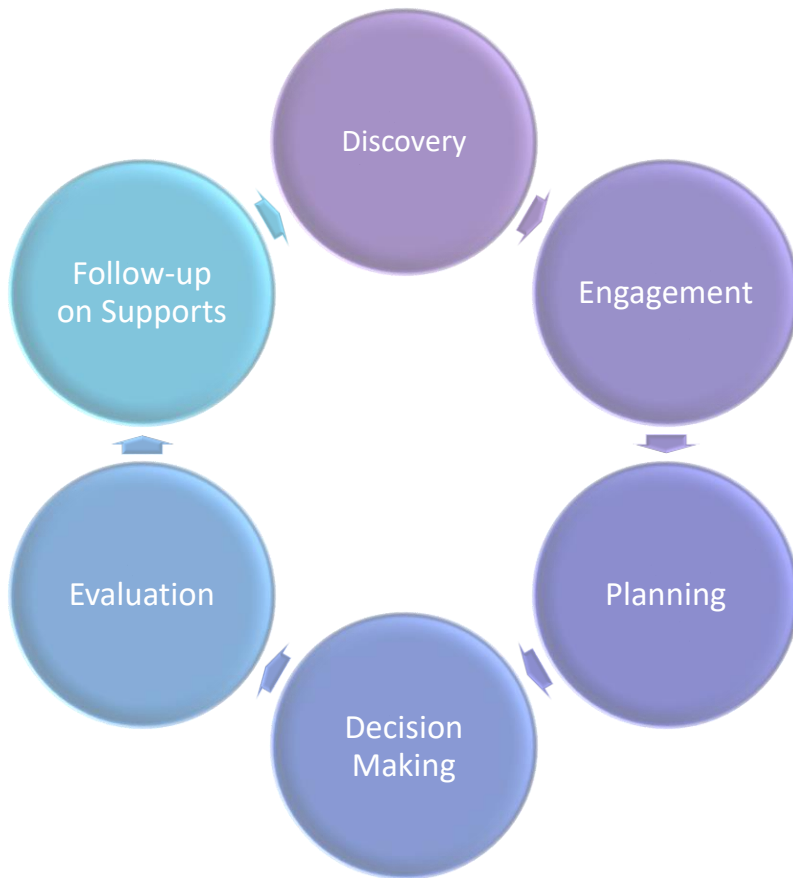 Discovery
Engagement
Planning
Decision
Making
Evaluation
Follow-up
on Supports